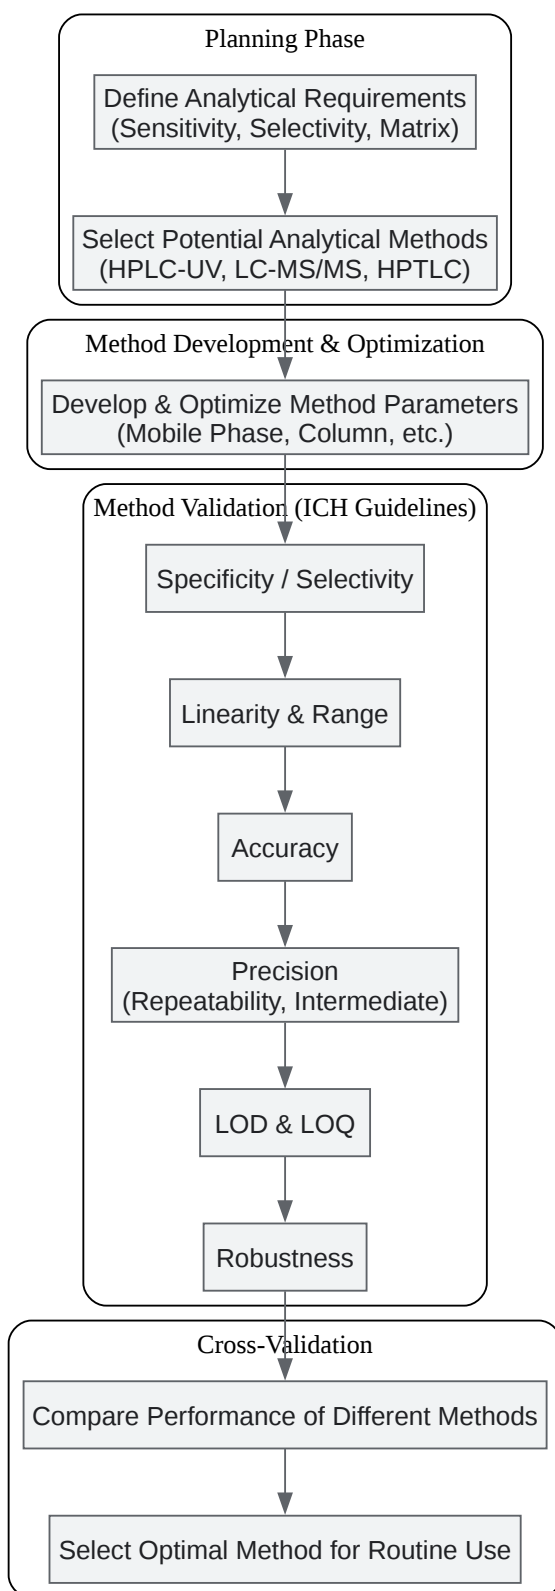 Planning Phase
Define Analytical Requirements
(Sensitivity, Selectivity, Matrix)
Select Potential Analytical Methods
(HPLC-UV, LC-MS/MS, HPTLC)
Method Development & Optimization
Develop & Optimize Method Parameters
(Mobile Phase, Column, etc.)
Method Validation (ICH Guidelines)
Specificity / Selectivity
Linearity & Range
Accuracy
Precision
(Repeatability, Intermediate)
LOD & LOQ
Robustness
Cross-Validation
Compare Performance of Different Methods
Select Optimal Method for Routine Use